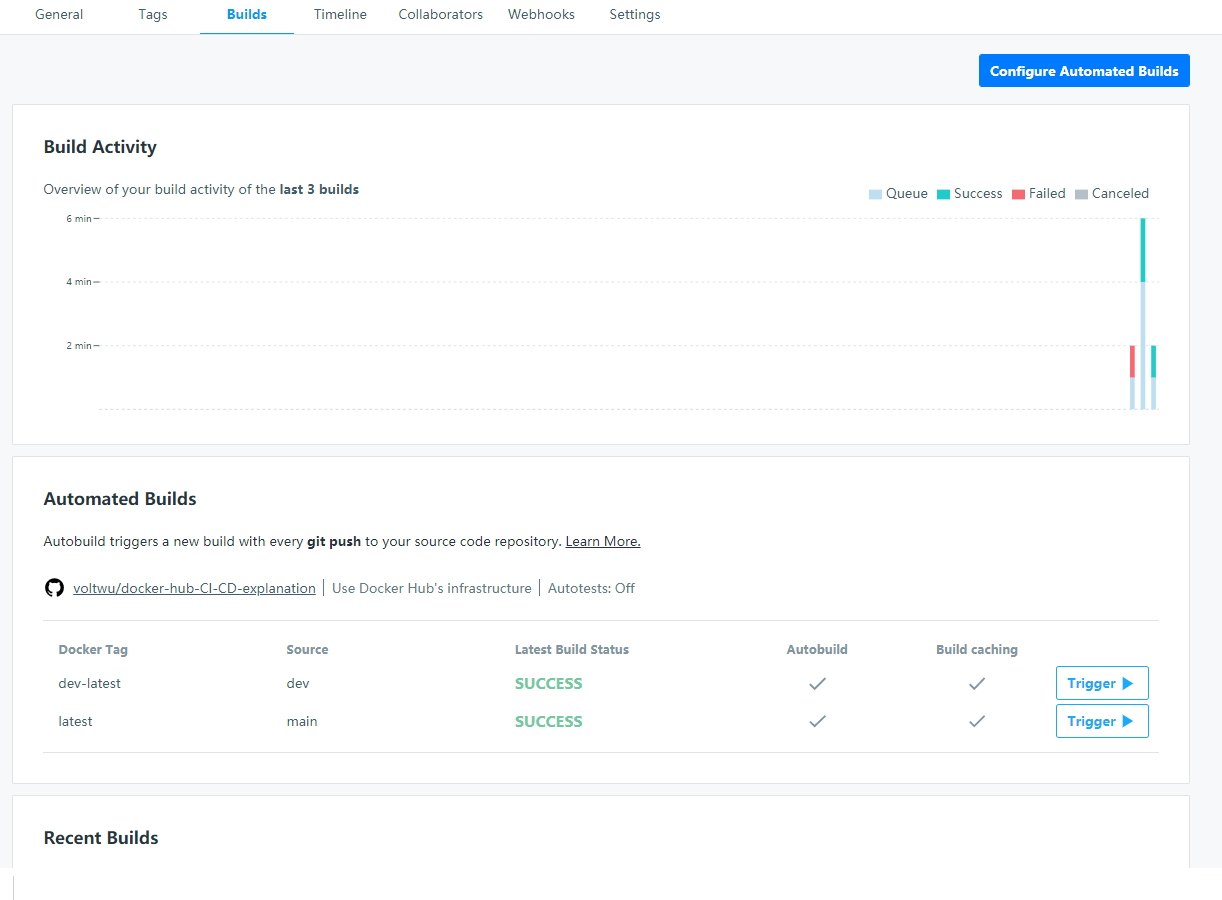 General Tags Builds Timeline Collaborators Webhooks Settings
Configure Automated Builds
Build Activity
Overview of your build activity of the last 3 builds
Queue Success Failed Canceled
6 min
4 min
2 min
Automated Builds
Autobuild triggers a new build with every git push to your source code repository. Learn More.
voltwu/docker-hub-CI-CD-explanation Use Docker Hub's infrastructure Autotests: Off
Docker Tag Source Latest Build Status Autobuild Build caching
dev-latest dev SUCCESS Trigger
latest main SUCCESS Trigger
Recent Builds